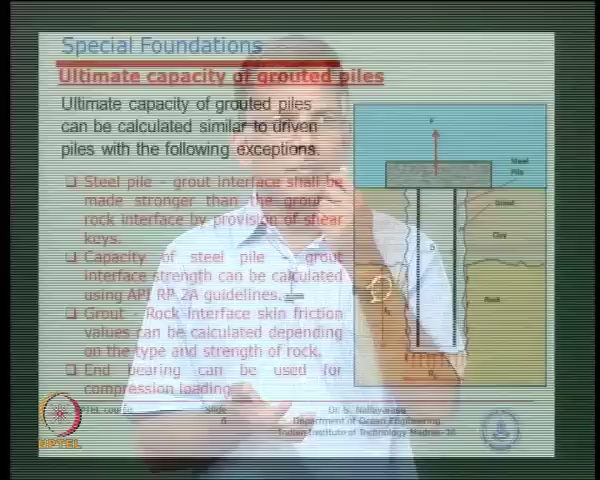 Special Foundations
Ultimate capacity of grouted piles
Ultimate capacity of grouted piles
can be calculated similar to driven
piles with the following exceptions.
❑ Steel pile – grout interface shall be
made stronger than the grout –
rock interface by provision of shear
keys.
❑ Capacity of steel pile – grout
interface strength can be calculated
using API RP 2A guidelines.
❑ Grout - Rock interface skin friction
values can be calculated depending
on the type and strength of rock.
❑ End bearing can be used for
compression loading
Steel
Pile
Grout
Clay
Rock
NPTEL course
Slide
6
Dr. S. Nallayarasu
Department of Ocean Engineering
Indian Institute of Technology Madras-36
NPTEL